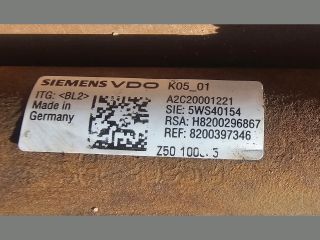 SIEMENS VDO K05_01
ITG: <BL2> A2C20001221
Made in SIE: 5WS40154
Germany RSA: H8200296867
REF: 8200397346